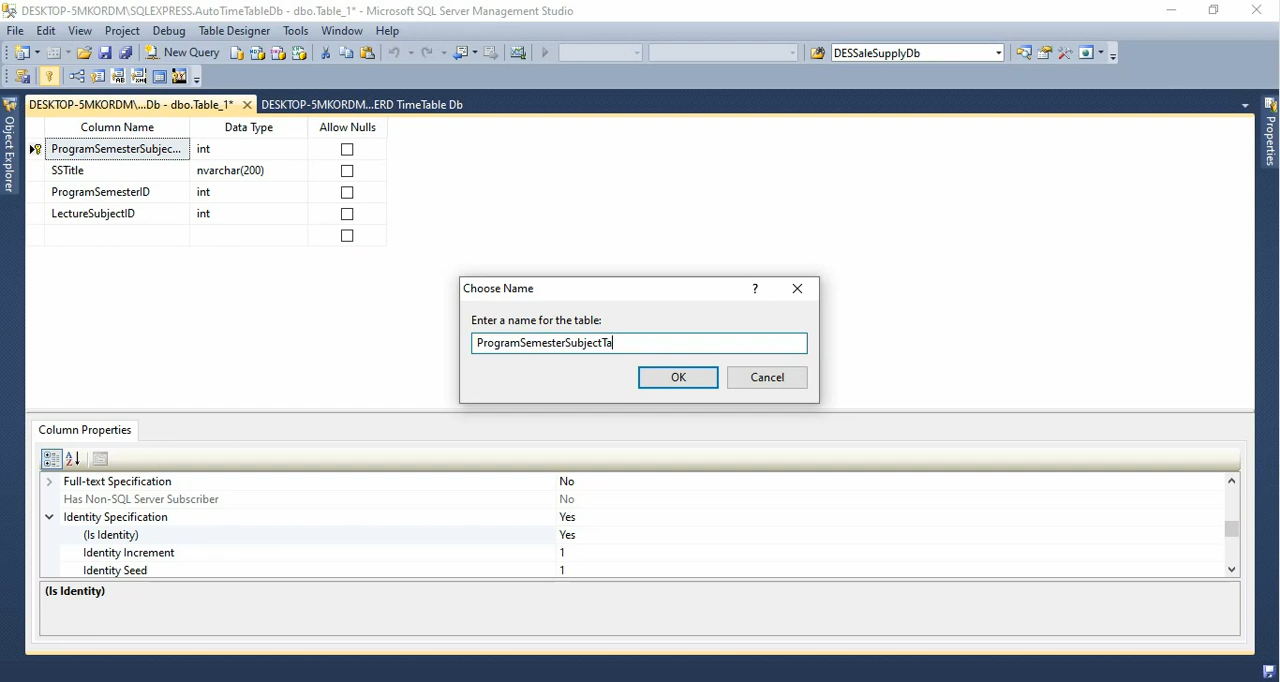 DESKTOP-5MKORDM\SQLEXPRESS.AutoTimeTableDb - dbo.Table_1* - Microsoft SQL Server Management Studio
File Edit View Project Debug Table Designer Tools Window Help
New Query DESSaleSupplyDb
DESKTOP-5MKORDM\...Db - dbo.Table_1* DESKTOP-5MKORDM...ERD TimeTable Db
Object Explorer
Properties
Column Name Data Type Allow Nulls
ProgramSemesterSubjec... int
SSTitle nvarchar(200)
ProgramSemesterID int
LectureSubjectID int
Choose Name ?
Enter a name for the table:
ProgramSemesterSubjectTa
OK Cancel
Column Properties
Full-text Specification No
Has Non-SQL Server Subscriber No
Identity Specification Yes
(Is Identity) Yes
Identity Increment 1
Identity Seed 1
(Is Identity)